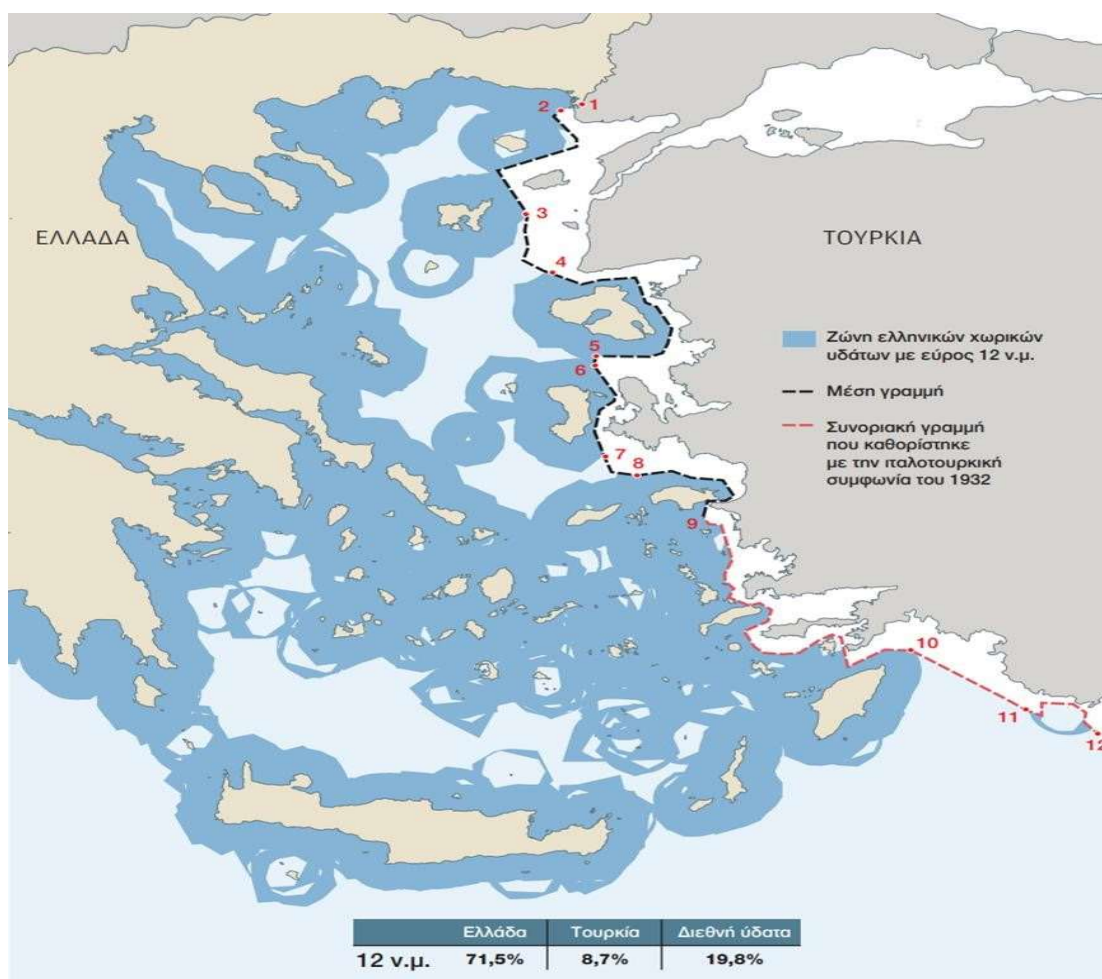 1
2
3
4
5
6
7
8
9
10
11
12
ΕΛΛΑΔΑ
ΤΟΥΡΚΙΑ
Ζώνη ελληνικών χωρικών
υδάτων με εύρος 12 ν.μ.
Μέση γραμμή
Συνοριακή γραμμή
που καθορίστηκε
με την ιταλοτουρκική
συμφωνία του 1932
Ελλάδα Τουρκία Διεθνή ύδατα
12 ν.μ. 71,5% 8,7% 19,8%